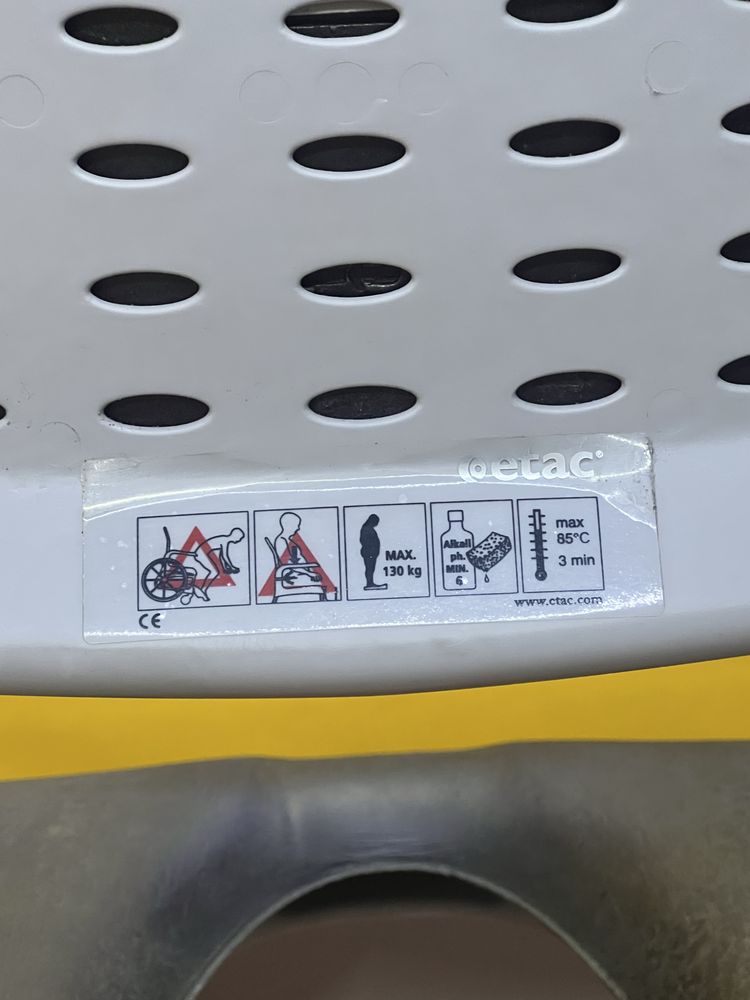 etac
MAX.
130 kg
Alkali
ph.
MIN.
6
max
85°C
3 min
www.etac.com
CE